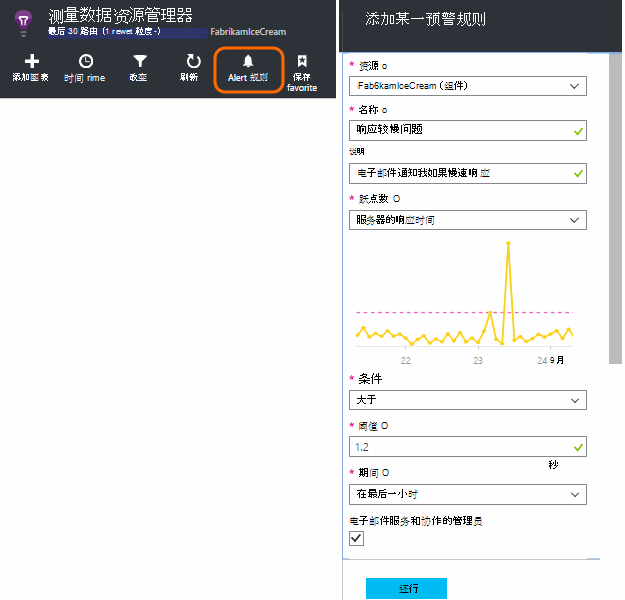 测量数据资源管理器
最后 30 路由 (1 rewet 粒度 -)
FabrikamIceCream
添加图表
时间 rime
改变
刷新
Alert 规则
保存
favorite
添加某一预警规则
* 资源 o
Fab6kamIceCream (组件)
* 名称 o
响应较慢问题
说明
电子邮件通知我如果慢速响应
* 跃点数 O
服务器的响应时间
22
23
24 9 月
* 条件
大于
* 阈值 O
1.2
秒
* 期间 O
在最后一小时
电子邮件服务和协作的管理员
还行